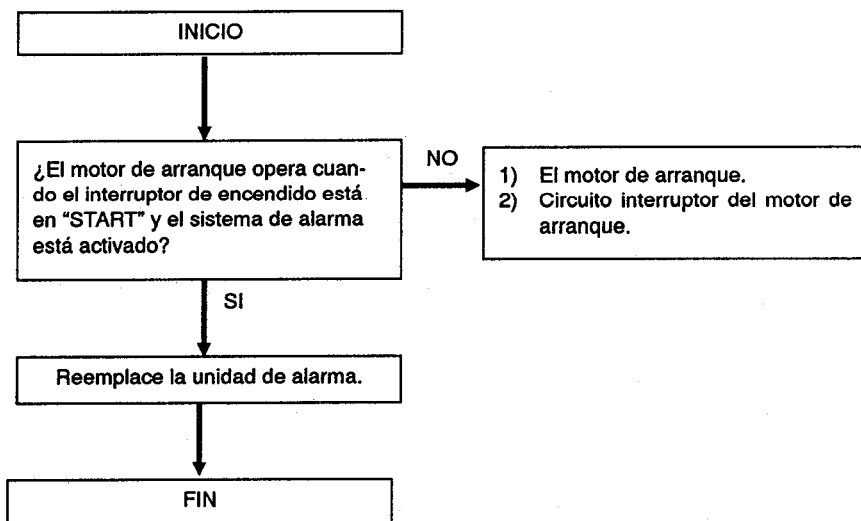 INICIO
¿El motor de arranque opera cuan-
do el interruptor de encendido está
en "START" y el sistema de alarma
está activado?
NO
1) El motor de arranque.
2) Circuito interruptor del motor de
arranque.
SI
Reemplace la unidad de alarma.
FIN